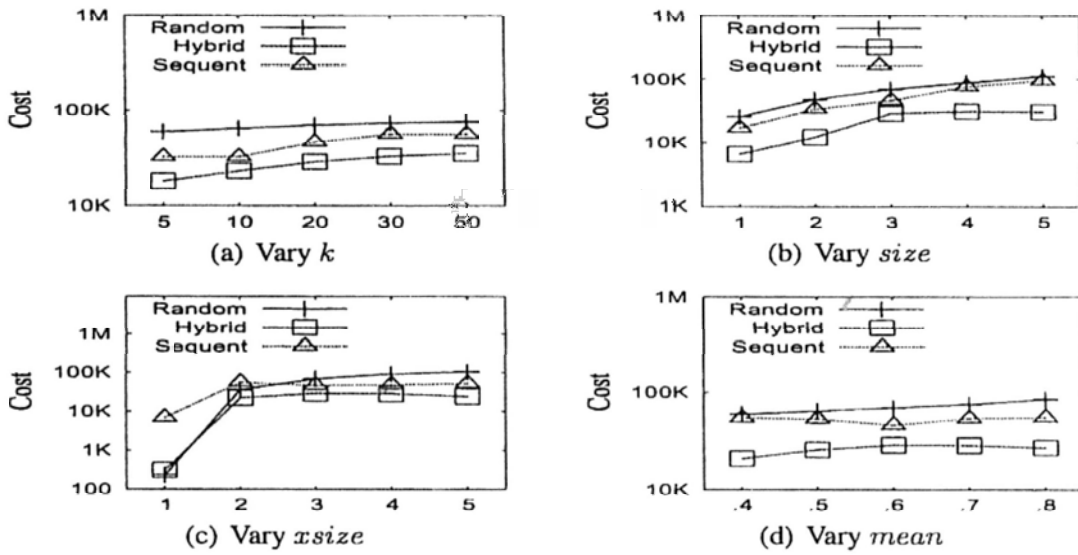 1M
Random
Hybrid
Sequent
100K
10K
Cost
5 10 20 30 50
(a) Vary k
1M
Random
Hybrid
Sequent
100K
10K
1K
Cost
1 2 3 4 5
(b) Vary size
Random
1M
Hybrid
Sequent
100K
10K
1K
100
Cost
1 2 3 4 5
(c) Vary xsize
1M
Random
Hybrid
Sequent
100K
10K
Cost
.4 .5 .6 .7 .8
(d) Vary mean